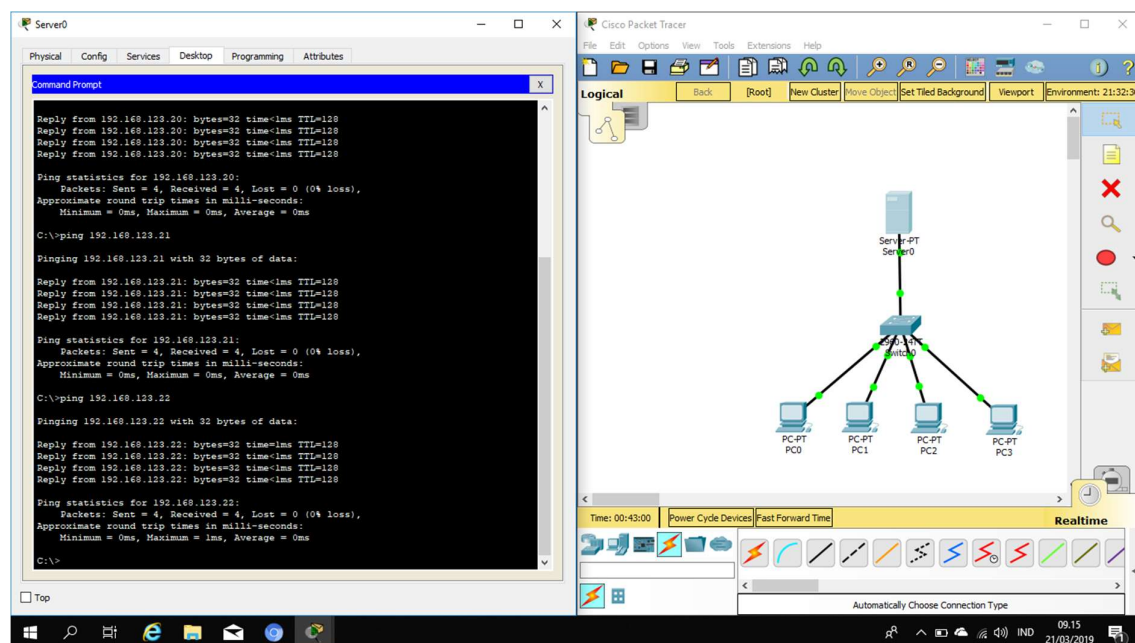 Server0
Physical Config Services Desktop Programming Attributes
Command Prompt X
Reply from 192.168.123.20: bytes=32 time<1ms TTL=128
Reply from 192.168.123.20: bytes=32 time<1ms TTL=128
Reply from 192.168.123.20: bytes=32 time<1ms TTL=128
Reply from 192.168.123.20: bytes=32 time<1ms TTL=128
Ping statistics for 192.168.123.20:
Packets: Sent = 4, Received = 4, Lost = 0 (0% loss),
Approximate round trip times in milli-seconds:
Minimum = 0ms, Maximum = 0ms, Average = 0ms
C:\>ping 192.168.123.21
Pinging 192.168.123.21 with 32 bytes of data:
Reply from 192.168.123.21: bytes=32 time<1ms TTL=128
Reply from 192.168.123.21: bytes=32 time<1ms TTL=128
Reply from 192.168.123.21: bytes=32 time<1ms TTL=128
Reply from 192.168.123.21: bytes=32 time<1ms TTL=128
Ping statistics for 192.168.123.21:
Packets: Sent = 4, Received = 4, Lost = 0 (0% loss),
Approximate round trip times in milli-seconds:
Minimum = 0ms, Maximum = 0ms, Average = 0ms
C:\>ping 192.168.123.22
Pinging 192.168.123.22 with 32 bytes of data:
Reply from 192.168.123.22: bytes=32 time=1ms TTL=128
Reply from 192.168.123.22: bytes=32 time<1ms TTL=128
Reply from 192.168.123.22: bytes=32 time<1ms TTL=128
Reply from 192.168.123.22: bytes=32 time<1ms TTL=128
Ping statistics for 192.168.123.22:
Packets: Sent = 4, Received = 4, Lost = 0 (0% loss),
Approximate round trip times in milli-seconds:
Minimum = 0ms, Maximum = 1ms, Average = 0ms
C:\>
Top
Cisco Packet Tracer
File Edit Options View Tools Extensions Help
Logical Back [Root] New Cluster Move Object Set Tiled Background Viewport Environment: 21:32:3
Server-PT
Server0
2960-24TT
Switch0
PC-PT
PC0
PC-PT
PC1
PC-PT
PC2
PC-PT
PC3
Time: 00:43:00 Power Cycle Devices Fast Forward Time Realtime
Automatically Choose Connection Type
IND
09.15
21/03/2019